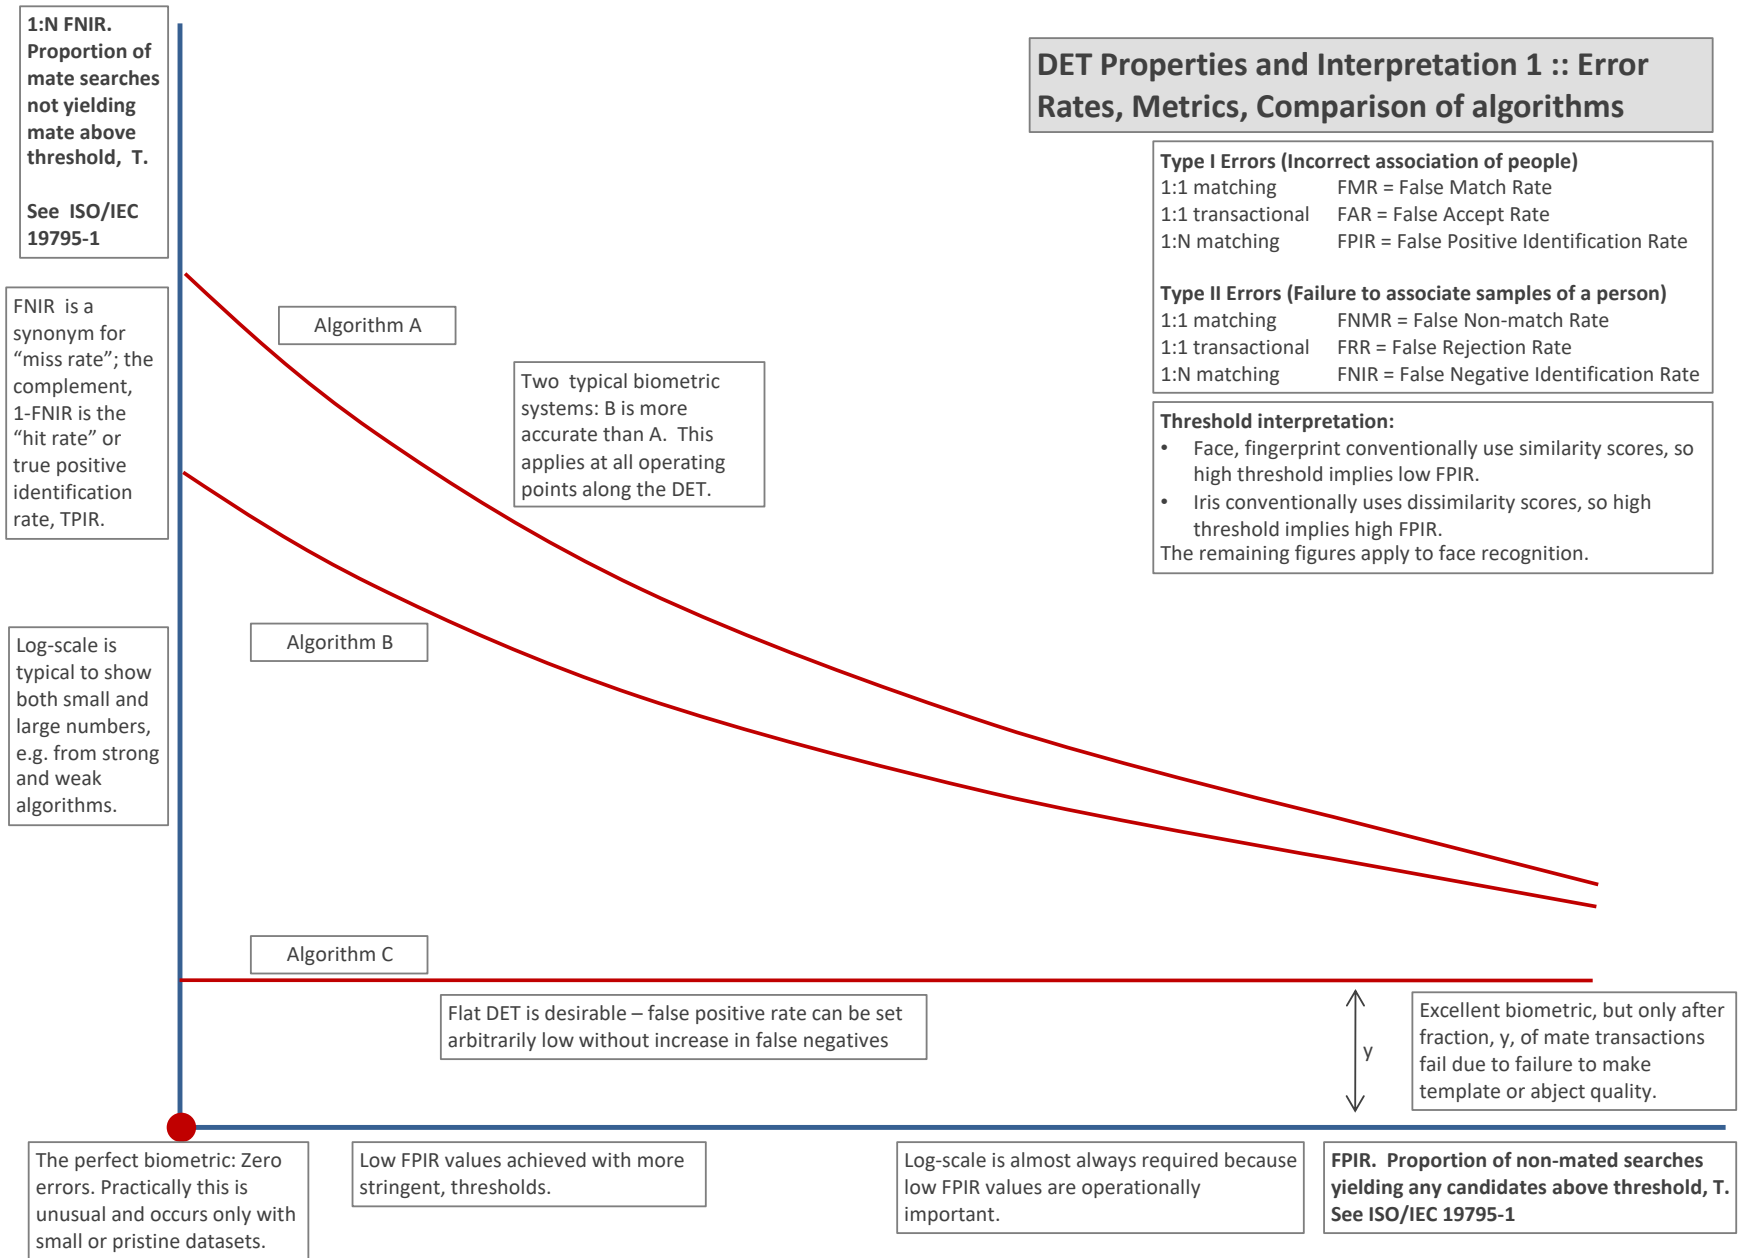 1:N FNIR.
Proportion of
mate searches
not yielding
mate above
threshold, T.
See ISO/IEC
19795-1
DET Properties and Interpretation 1 :: Error
Rates, Metrics, Comparison of algorithms
Type I Errors (Incorrect association of people)
1:1 matching FMR = False Match Rate
1:1 transactional FAR = False Accept Rate
1:N matching FPIR = False Positive Identification Rate
Type II Errors (Failure to associate samples of a person)
1:1 matching FNMR = False Non-match Rate
1:1 transactional FRR = False Rejection Rate
1:N matching FNIR = False Negative Identification Rate
Threshold interpretation:
• Face, fingerprint conventionally use similarity scores, so
high threshold implies low FPIR.
• Iris conventionally uses dissimilarity scores, so high
threshold implies high FPIR.
The remaining figures apply to face recognition.
FNIR is a
synonym for
“miss rate”; the
complement,
1-FNIR is the
“hit rate” or
true positive
identification
rate, TPIR.
Algorithm A
Two typical biometric
systems: B is more
accurate than A. This
applies at all operating
points along the DET.
Algorithm B
Log-scale is
typical to show
both small and
large numbers,
e.g. from strong
and weak
algorithms.
Algorithm C
Flat DET is desirable – false positive rate can be set
arbitrarily low without increase in false negatives
y
Excellent biometric, but only after
fraction, y, of mate transactions
fail due to failure to make
template or abject quality.
The perfect biometric: Zero
errors. Practically this is
unusual and occurs only with
small or pristine datasets.
Low FPIR values achieved with more
stringent, thresholds.
Log-scale is almost always required because
low FPIR values are operationally
important.
FPIR. Proportion of non-mated searches
yielding any candidates above threshold, T.
See ISO/IEC 19795-1